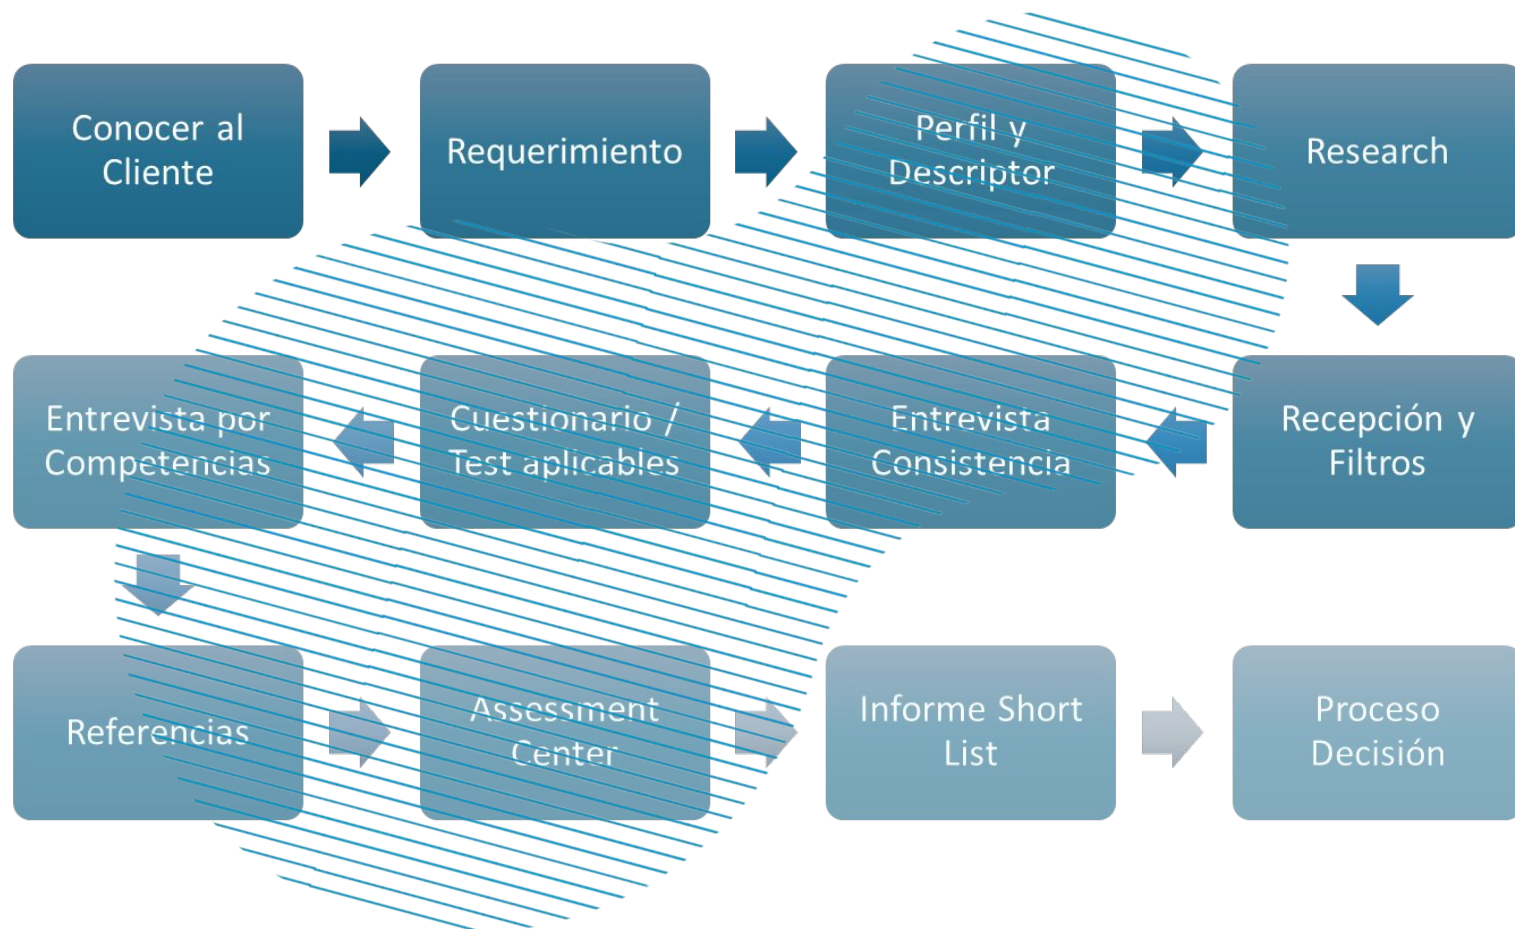 Conocer al
Cliente
Requerimiento
Perfil y
Descriptor
Research
Recepción y
Filtros
Entrevista
Consistencia
Cuestionario /
Test aplicables
Entrevista por
Competencias
Referencias
Assessment
Center
Informe Short
List
Proceso
Decisión